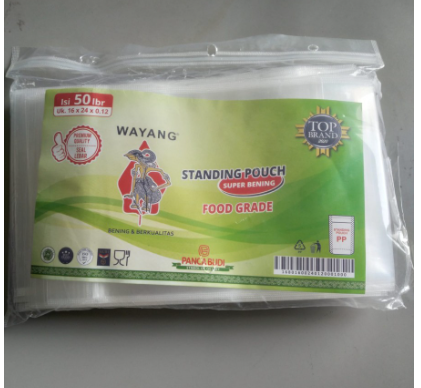 Isi 50 lbr
Uk. 16 x 24 x 0.12
PREMIUM
QUALITY
WAYANG
TOP
BRAND
STANDING POUCH
SUPER BENING
FOOD GRADE
BENING & BERKUALITAS
PANCA BUDI
PP